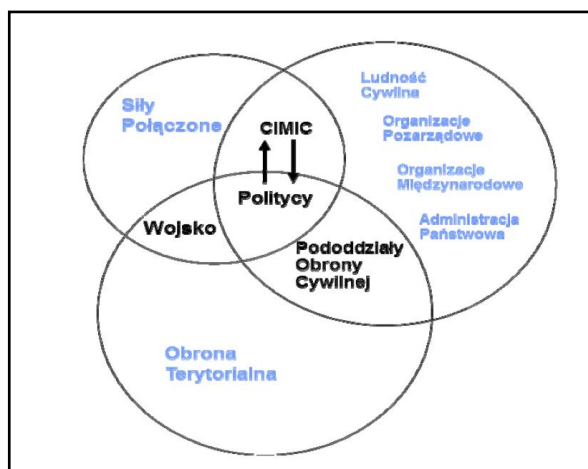 Siły
Połączone
CIMIC
Ludność
Cywilna
Organizacje
Pozarządowe
Organizacje
Międzynarodowe
Administracja
Państwowa
Politycy
Wojsko
Pododdziały
Obrony
Cywilnej
Obrona
Terytorialna